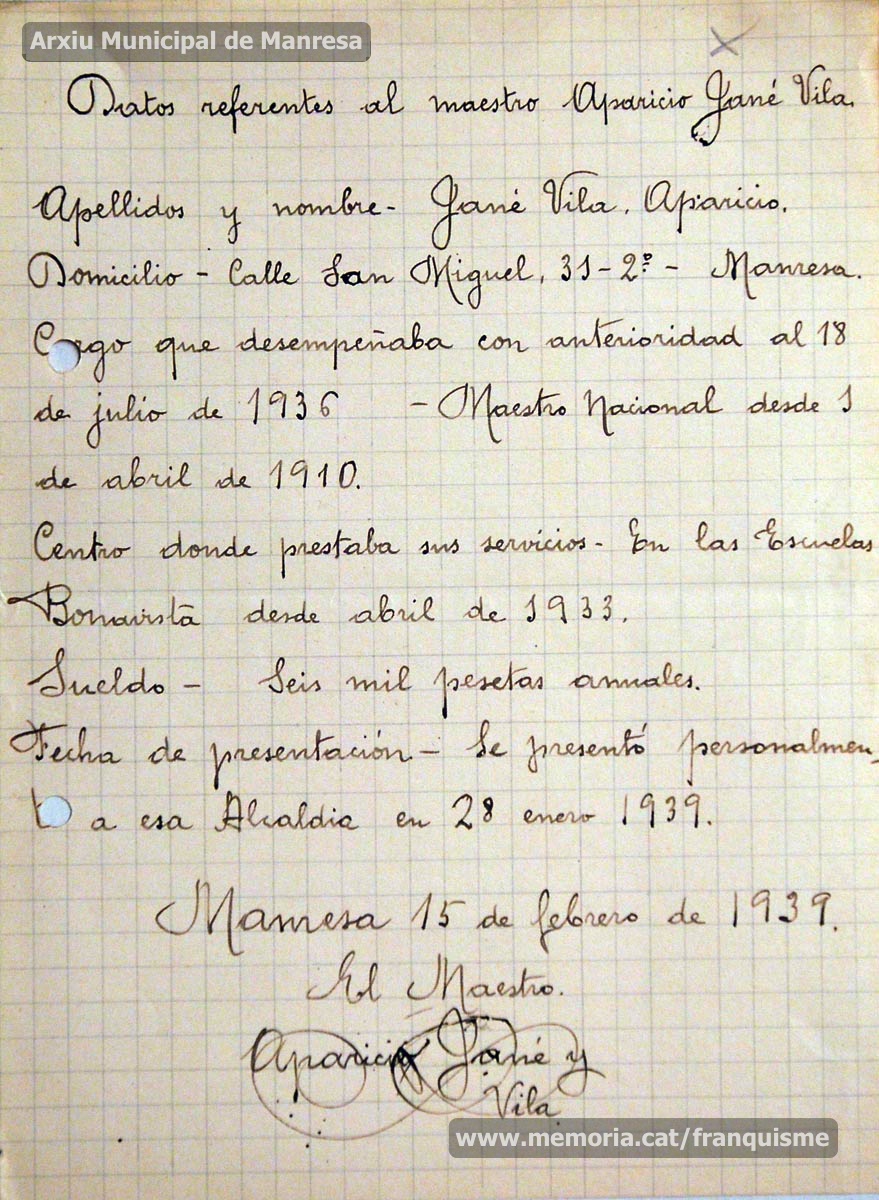 Arxiu Municipal de Manresa
Datos referentes al maestro Aparicio Jané Vila.
Apellidos y nombre - Jané Vila, Aparicio.
Domicilio - Calle San Miguel, 31 - 2º - Manresa.
Cargo que desempeñaba con anterioridad al 18
de julio de 1936 - Maestro Nacional desde 1
de abril de 1910.
Centro donde prestaba sus servicios - En las Escuelas
Bonavista desde abril de 1933.
Sueldo - Seis mil pesetas anuales.
Fecha de presentación - Se presentó personalmen-
t a esa Alcaldia en 28 enero 1939.
Manresa 15 de febrero de 1939.
El Maestro.
Aparicio Jané y
Vila
www.memoria.cat/franquisme